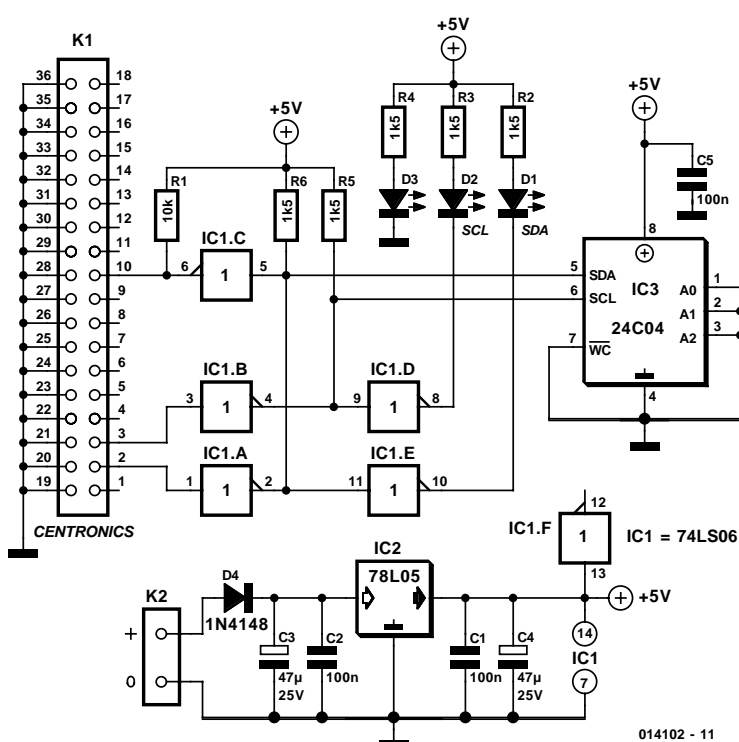 K1
36 18
35 17
34 16
33 15
32 14
31 13
30 12
29 11
28 10
27 9
26 8
25 7
24 6
23 5
22 4
21 3
20 2
19 1
CENTRONICS
+5V
R1
10k
R6
1k5
R5
1k5
+5V
R4
1k5
R3
1k5
R2
1k5
D3
D2
D1
SCL
SDA
+5V
C5
100n
IC1.C
6 1 5
IC1.B
3 1 4
IC1.D
9 1 8
IC1.A
1 1 2
IC1.E
11 1 10
8
5 SDA
6 SCL
7 WC
IC3
24C04
A0 1
A1 2
A2 3
4
12
IC1.F 1
13
IC1 = 74LS06
K2
+
0
D4
1N4148
C3
47µ
25V
C2
100n
IC2
78L05
C1
100n
C4
47µ
25V
+5V
14
IC1
7
014102 - 11